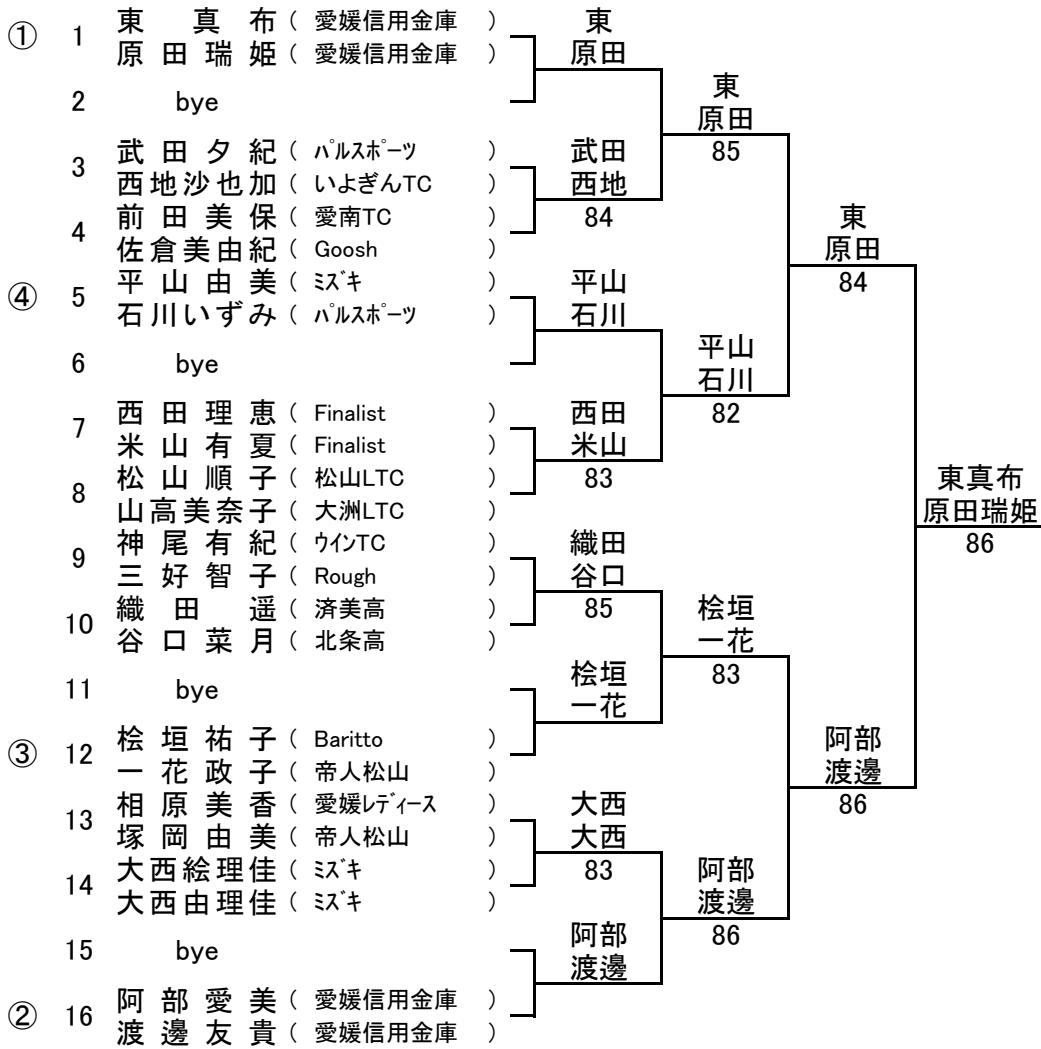 ① 1 東 真 布 ( 愛媛信用金庫 )
原 田 瑞 姫 ( 愛媛信用金庫 )
2 bye
3 武 田 夕 紀 ( パルスポーツ )
西地沙也加 ( いよぎんTC )
4 前 田 美 保 ( 愛南TC )
佐倉美由紀 ( Goosh )
④ 5 平 山 由 美 ( ミズキ )
石川いずみ ( パルスポーツ )
6 bye
7 西 田 理 恵 ( Finalist )
米 山 有 夏 ( Finalist )
8 松 山 順 子 ( 松山LTC )
山高美奈子 ( 大洲LTC )
9 神 尾 有 紀 ( ウインTC )
三 好 智 子 ( Rough )
10 織 田 遥 ( 済美高 )
谷 口 菜 月 ( 北条高 )
11 bye
③ 12 桧 垣 祐 子 ( Baritto )
一 花 政 子 ( 帝人松山 )
13 相 原 美 香 ( 愛媛レディース )
塚 岡 由 美 ( 帝人松山 )
14 大西絵理佳 ( ミズキ )
大西由理佳 ( ミズキ )
15 bye
② 16 阿 部 愛 美 ( 愛媛信用金庫 )
渡 邊 友 貴 ( 愛媛信用金庫 )
東
原田
武田
西地
84
平山
石川
西田
米山
83
織田
谷口
85
桧垣
一花
大西
大西
83
阿部
渡邊
東
原田
85
平山
石川
82
桧垣
一花
83
阿部
渡邊
86
東
原田
84
阿部
渡邊
86
東真布
原田瑞姫
86